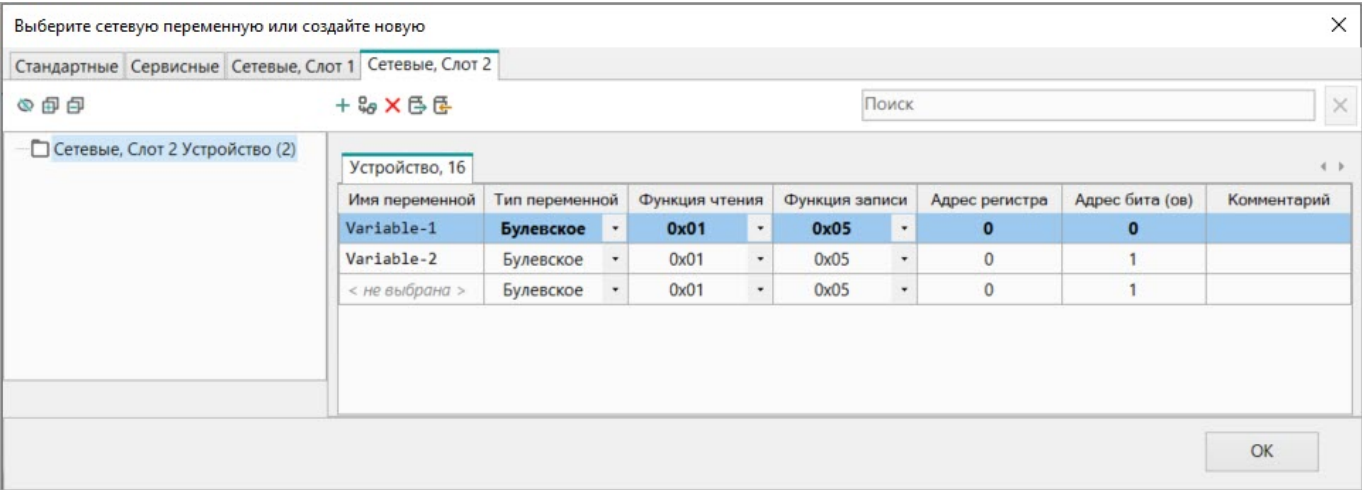 Выберите сетевую переменную или создайте новую
Стандартные Сервисные Сетевые, Слот 1 Сетевые, Слот 2
Поиск
Сетевые, Слот 2 Устройство (2)
Устройство, 16
Имя переменной Тип переменной Функция чтения Функция записи Адрес регистра Адрес бита (ов) Комментарий
Variable-1 Булевское 0x01 0x05 0 0
Variable-2 Булевское 0x01 0x05 0 1
< не выбрана > Булевское 0x01 0x05 0 1
OK